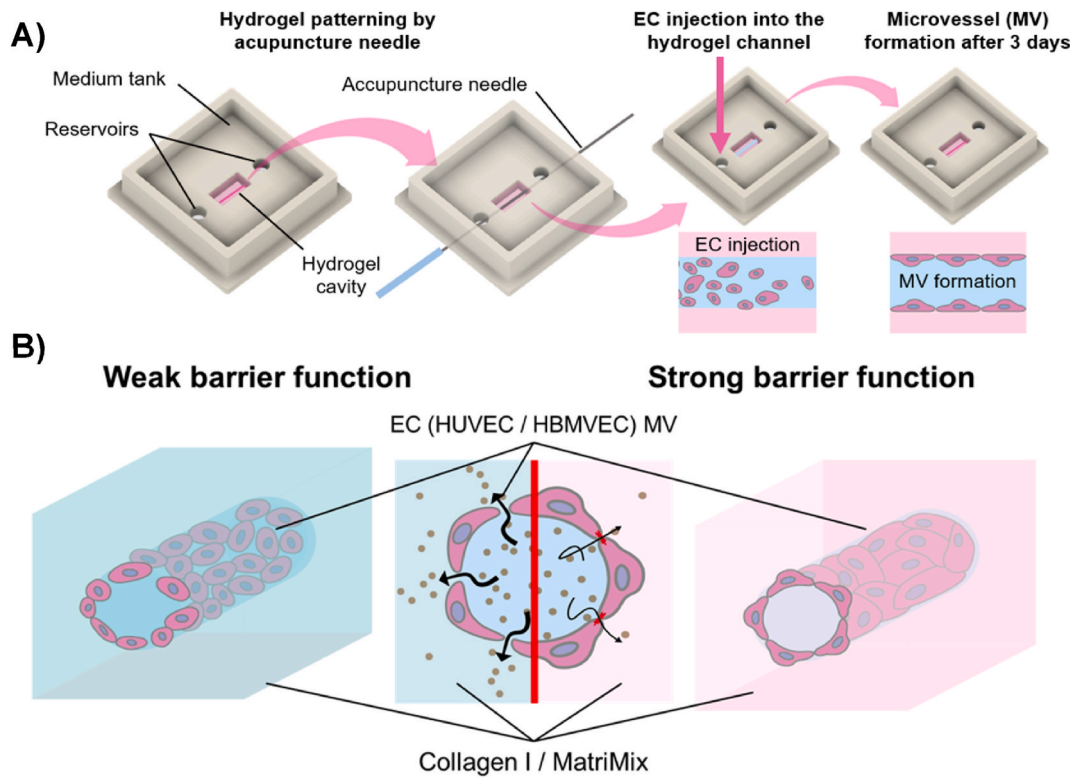 A)
Hydrogel patterning by
acupuncture needle
EC injection into the
hydrogel channel
Microvessel (MV)
formation after 3 days
Medium tank
Accupuncture needle
Reservoirs
Hydrogel
cavity
EC injection
MV formation
B)
Weak barrier function
Strong barrier function
EC (HUVEC / HBMVEC) MV
Collagen I / MatriMix